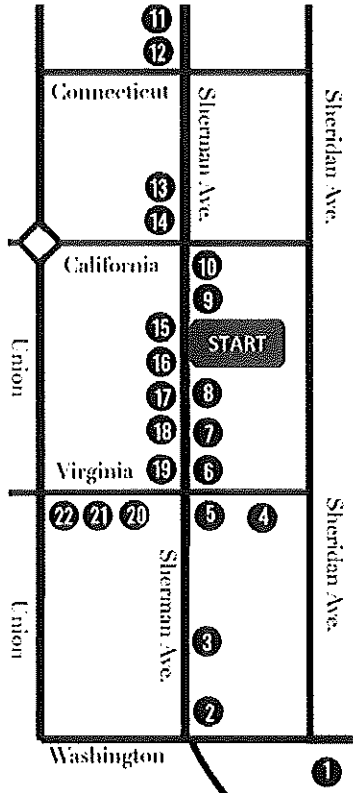 11
12
Connecticut
Sherman Ave.
Sheridan Ave.
13
14
California
10
9
15
START
16
Union
17
8
18
7
Virginia
19
6
22
21
20
5
4
Union
Sherman Ave.
Sheridan Ave.
3
2
Washington
1